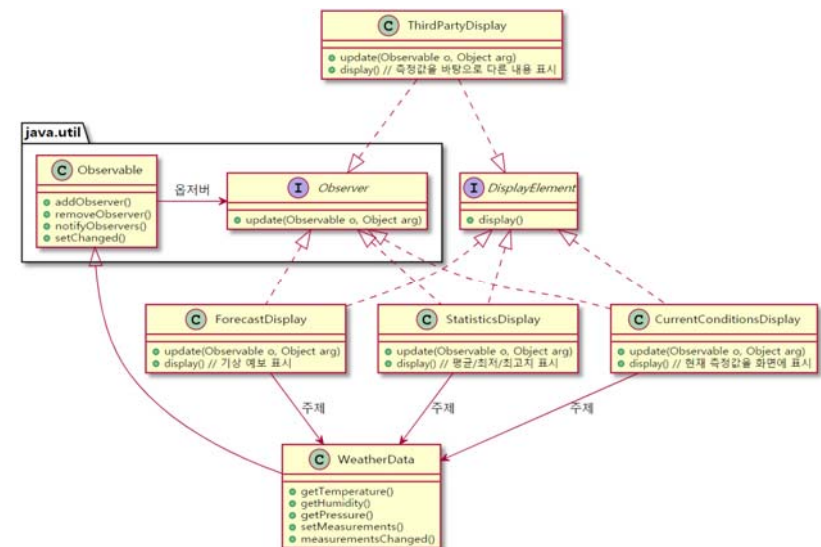 C ThirdPartyDisplay
update(Observable o, Object arg)
display() // 측정값을 바탕으로 다른 내용 표시
java.util
C Observable
addObserver()
removeObserver()
notifyObservers()
setChanged()
옵저버
I Observer
update(Observable o, Object arg)
I DisplayElement
display()
C ForecastDisplay
update(Observable o, Object arg)
display() // 기상 예보 표시
C StatisticsDisplay
update(Observable o, Object arg)
display() // 평균/최저/최고치 표시
C CurrentConditionsDisplay
update(Observable o, Object arg)
display() // 현재 측정값을 화면에 표시
주제
주제
주제
C WeatherData
getTemperature()
getHumidity()
getPressure()
setMeasurements()
measurementsChanged()